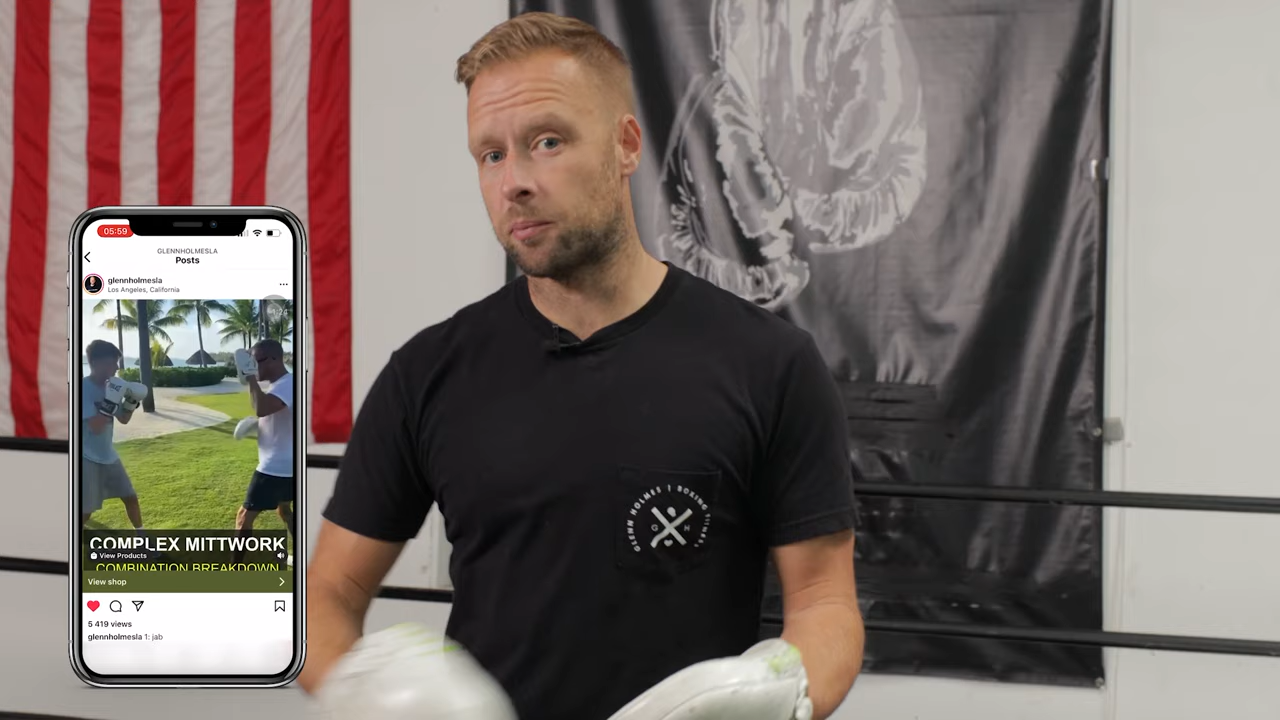 05:59
GLENNHOLMESLA
Posts
glennholmesla
Los Angeles, California
COMPLEX MITTWORK
View Products
COMBINATION BREAKDOWN
View shop
5 419 views
glennholmesla 1: jab
GLENN HOLMES | BOXING FITNESS |
G H